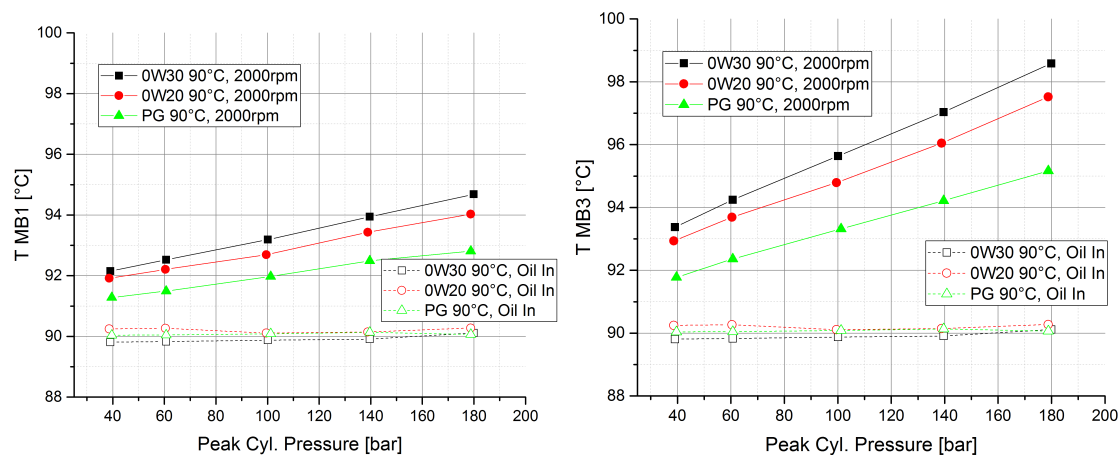 100
98
96
94
92
90
88
T MB1 [°C]
0W30 90°C, 2000rpm
0W20 90°C, 2000rpm
PG 90°C, 2000rpm
0W30 90°C, Oil In
0W20 90°C, Oil In
PG 90°C, Oil In
40 60 80 100 120 140 160 180 200
Peak Cyl. Pressure [bar]
100
98
96
94
92
90
88
T MB3 [°C]
0W30 90°C, 2000rpm
0W20 90°C, 2000rpm
PG 90°C, 2000rpm
0W30 90°C, Oil In
0W20 90°C, Oil In
PG 90°C, Oil In
40 60 80 100 120 140 160 180 200
Peak Cyl. Pressure [bar]